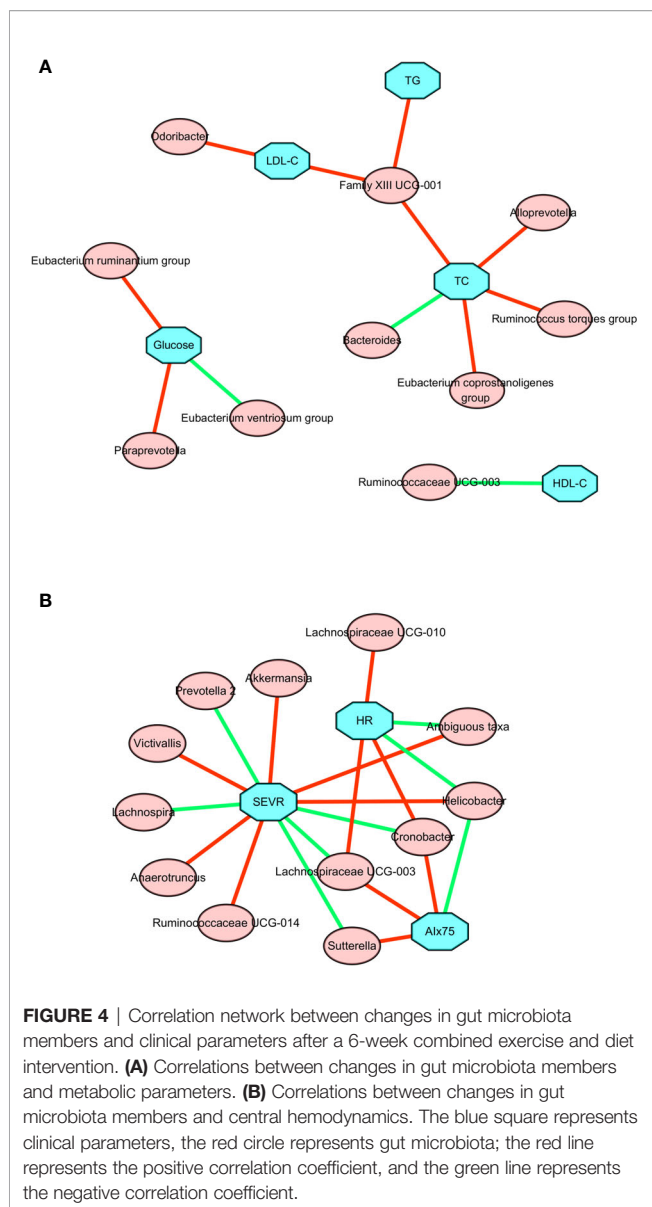 A
TG
Odoribacter
LDL-C
Family XIII UCG-001
Alloprevotella
Eubacterium ruminantium group
TC
Ruminococcus torques group
Glucose
Bacteroides
Eubacterium coprostanoligenes
group
Eubacterium ventriosum group
Paraprevotella
Ruminococcaceae UCG-003
HDL-C
B
Lachnospiraceae UCG-010
Akkermansia
Prevotella 2
HR
Ambiguous taxa
Victivallis
SEVR
Helicobacter
Lachnospira
Cronobacter
Anaerotruncus
Lachnospiraceae UCG-003
Ruminococcaceae UCG-014
Sutterella
AIx75
FIGURE 4 | Correlation network between changes in gut microbiota
members and clinical parameters after a 6-week combined exercise and diet
intervention. (A) Correlations between changes in gut microbiota members
and metabolic parameters. (B) Correlations between changes in gut
microbiota members and central hemodynamics. The blue square represents
clinical parameters, the red circle represents gut microbiota; the red line
represents the positive correlation coefficient, and the green line represents
the negative correlation coefficient.